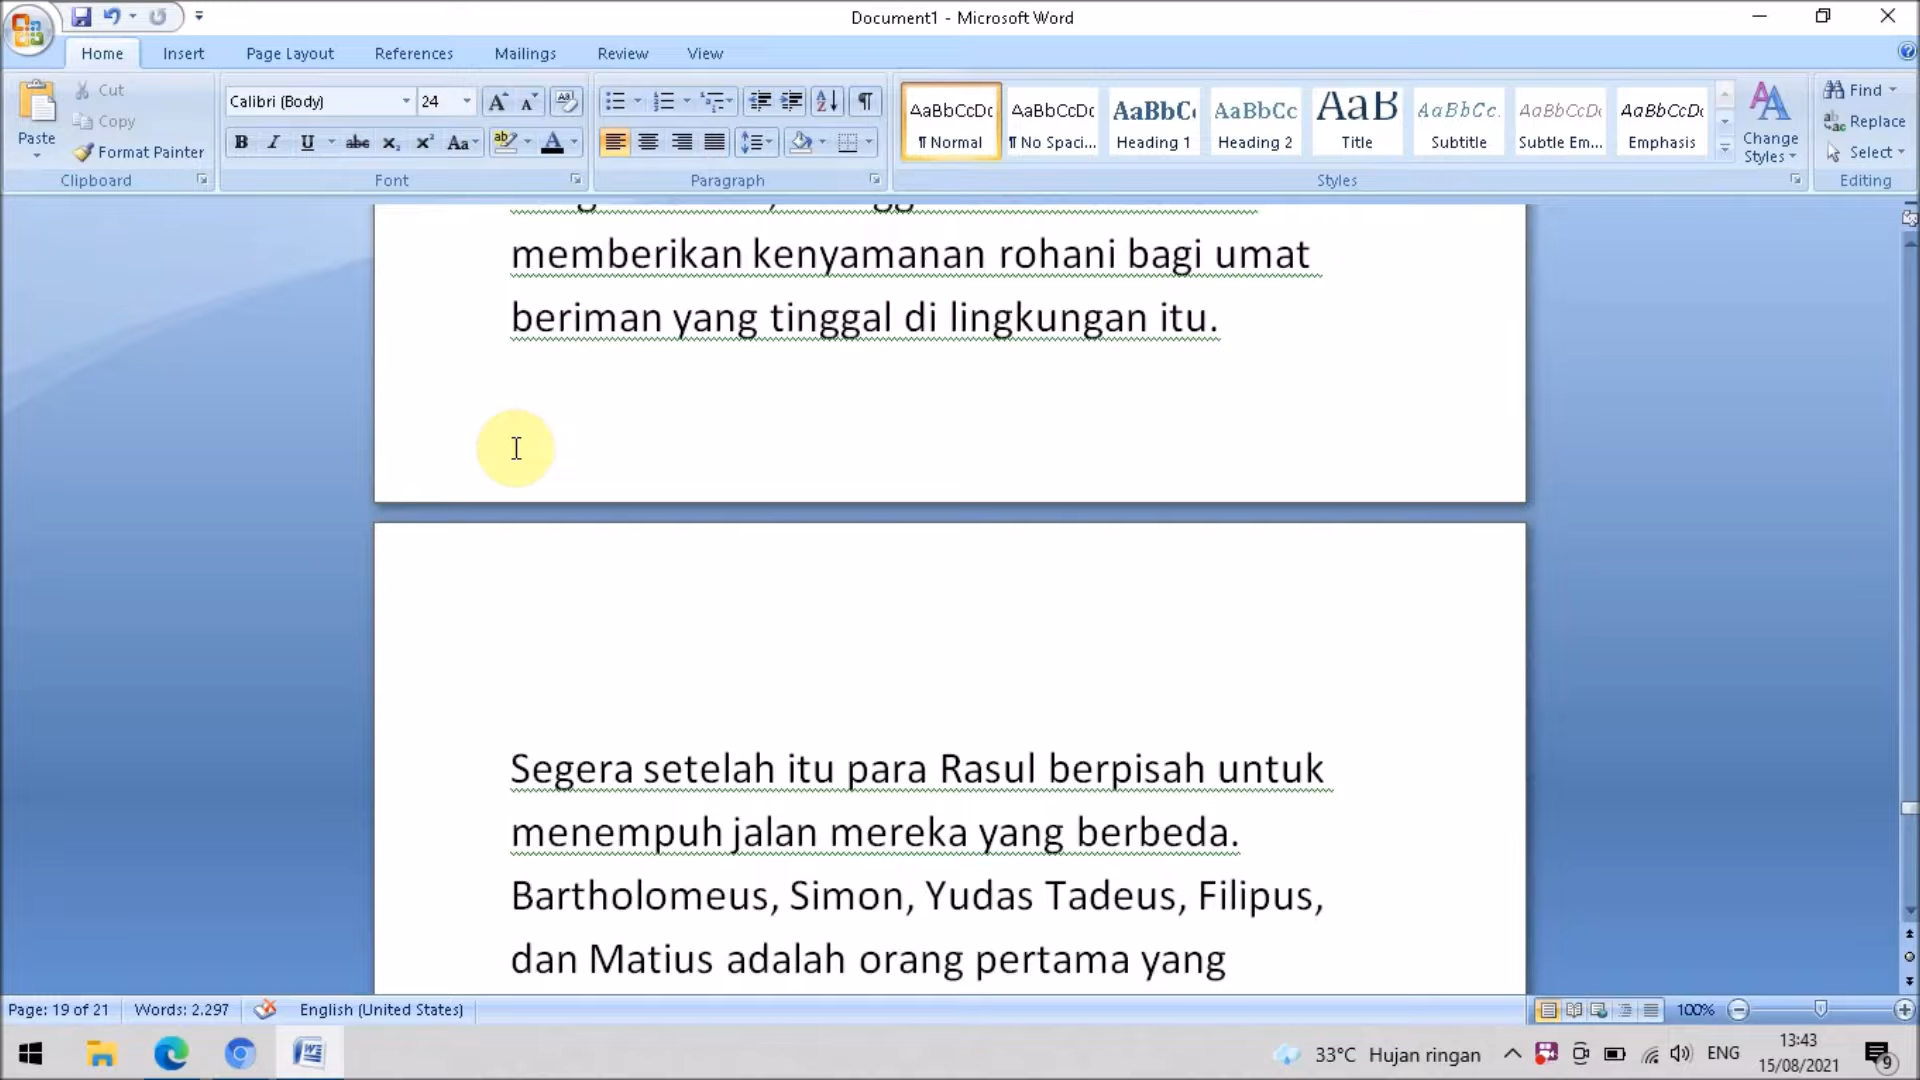 Document1 - Microsoft Word
Home Insert Page Layout References Mailings Review View
Paste
Cut
Copy
Format Painter
Clipboard
Calibri (Body) 24
Font
Paragraph
AaBbCcDc AaBbCcDc AaBbC AaBbCc AaB AaBbCc. AaBbCcDc AaBbCcDc
¶ Normal ¶ No Spaci... Heading 1 Heading 2 Title Subtitle Subtle Em... Emphasis
Change
Styles
Styles
Find
Replace
Select
Editing
memberikan kenyamanan rohani bagi umat
beriman yang tinggal di lingkungan itu.
Segera setelah itu para Rasul berpisah untuk
menempuh jalan mereka yang berbeda.
Bartholomeus, Simon, Yudas Tadeus, Filipus,
dan Matius adalah orang pertama yang
Page: 19 of 21 Words: 2.297 English (United States) 100%
33°C Hujan ringan ENG
13:43
15/08/2021
9